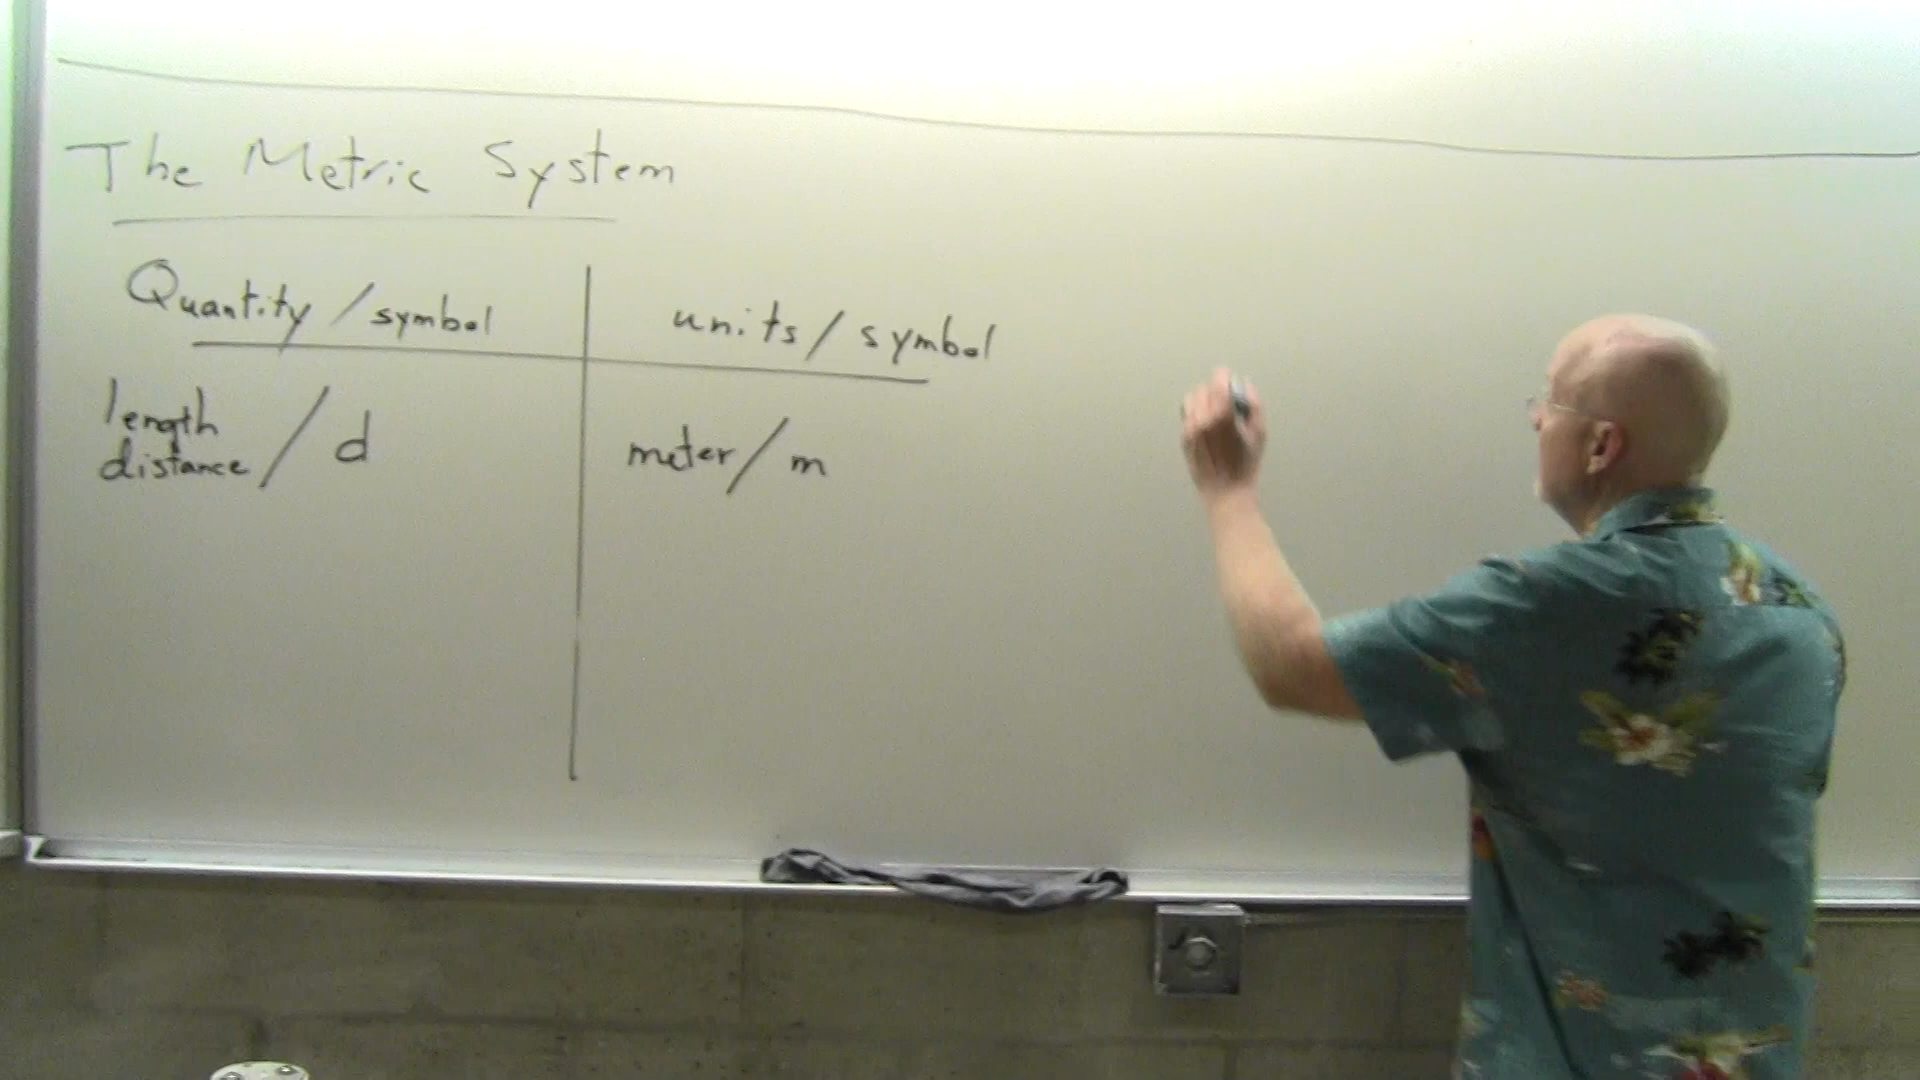 The Metric System
Quantity / symbol
units / symbol
length
distance / d
meter / m